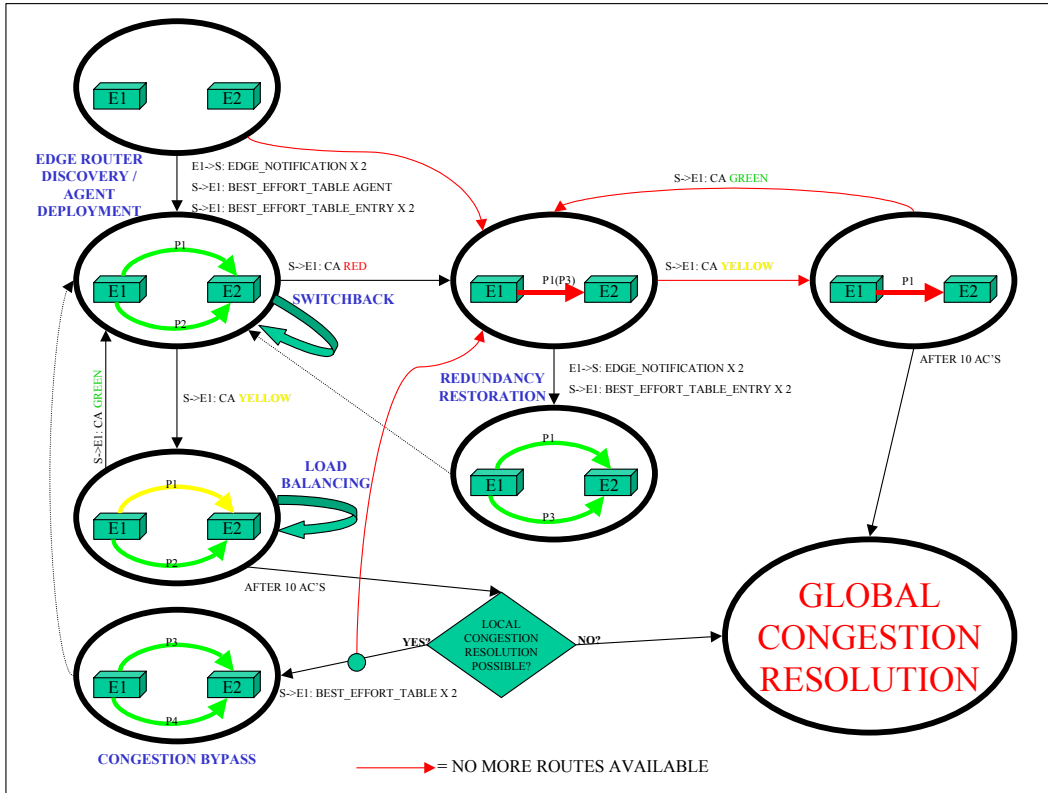 E1
E2
EDGE ROUTER
DISCOVERY /
AGENT
DEPLOYMENT
E1->S: EDGE_NOTIFICATION X 2
S->E1: BEST_EFFORT_TABLE AGENT
S->E1: BEST_EFFORT_TABLE_ENTRY X 2
S->E1: CA GREEN
P1
E1
E2
P2
S->E1: CA RED
SWITCHBACK
P1(P3)
E1
E2
S->E1: CA YELLOW
P1
E1
E2
S->E1: CA GREEN
S->E1: CA YELLOW
REDUNDANCY
RESTORATION
E1->S: EDGE_NOTIFICATION X 2
S->E1: BEST_EFFORT_TABLE_ENTRY X 2
AFTER 10 AC'S
P1
E1
E2
P3
LOAD
BALANCING
P1
E1
E2
P2
AFTER 10 AC'S
LOCAL
CONGESTION
RESOLUTION
POSSIBLE?
YES?
NO?
GLOBAL
CONGESTION
RESOLUTION
P3
E1
E2
P4
S->E1: BEST_EFFORT_TABLE X 2
CONGESTION BYPASS
= NO MORE ROUTES AVAILABLE